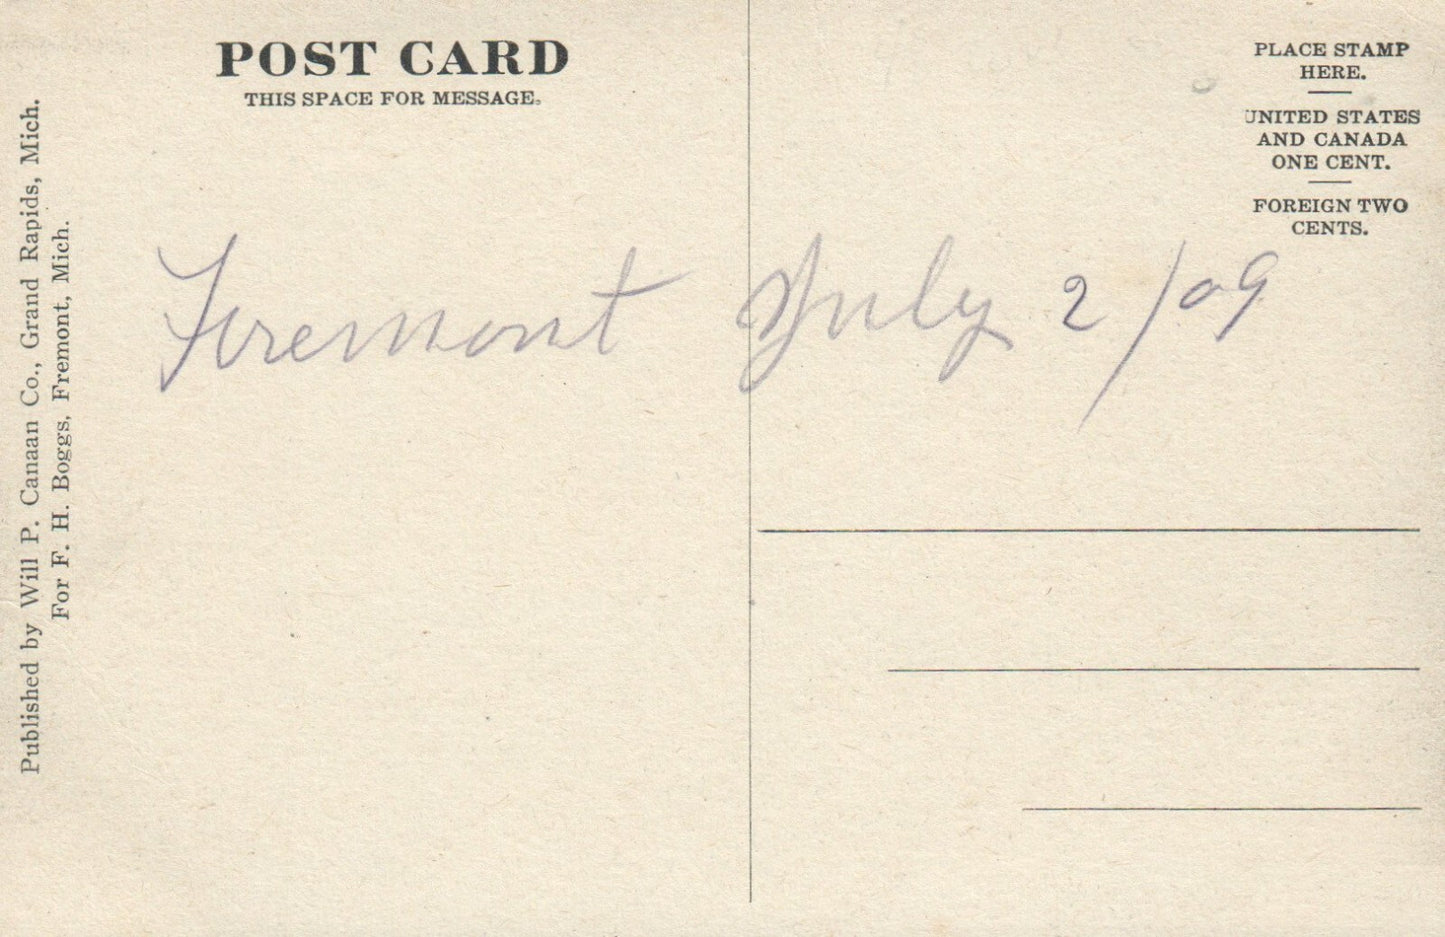 POST CARD
THIS SPACE FOR MESSAGE.
PLACE STAMP
HERE.
UNITED STATES
AND CANADA
ONE CENT.
FOREIGN TWO
CENTS.
Fremont July 2/09
Published by Will P. Canaan Co., Grand Rapids, Mich.
For F. H. Boggs, Fremont, Mich.